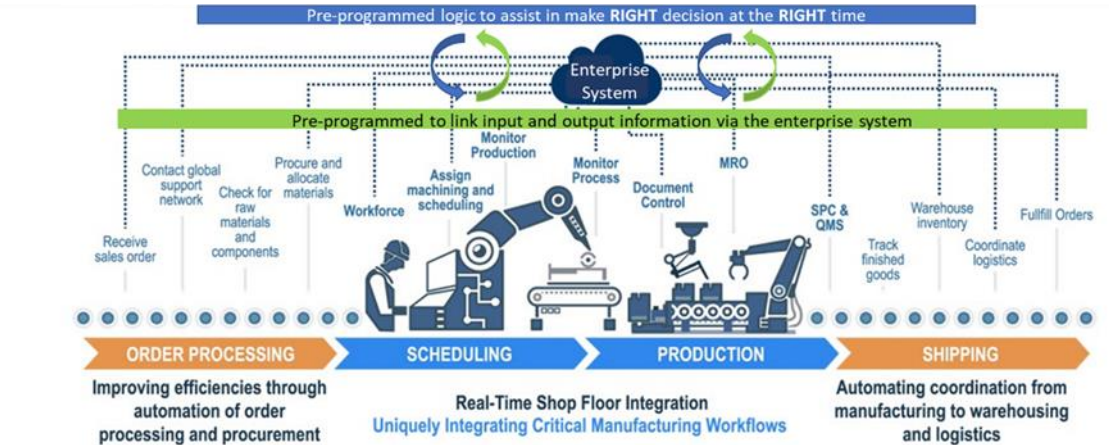 Pre-programmed logic to assist in make RIGHT decision at the RIGHT time
Enterprise
System
Pre-programmed to link input and output information via the enterprise system
Receive
sales order
Contact global
support
network
Check for
raw
materials
and
components
Procure and
allocate
materials
Workforce
Assign
machining and
scheduling
Monitor
Production
Monitor
Process
Document
Control
MRO
SPC &
QMS
Track
finished
goods
Warehouse
inventory
Coordinate
logistics
Fullfill Orders
ORDER PROCESSING
SCHEDULING
PRODUCTION
SHIPPING
Improving efficiencies through
automation of order
processing and procurement
Real-Time Shop Floor Integration
Uniquely Integrating Critical Manufacturing Workflows
Automating coordination from
manufacturing to warehousing
and logistics